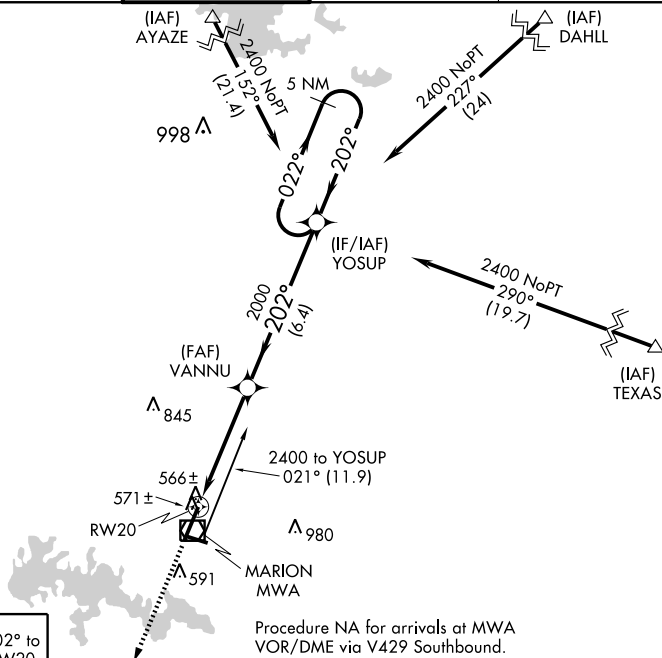 (IAF)
AYAZE
(IAF)
DAHLL
2400 NoPT
152°
(21.4)
5 NM
2400 NoPT
227°
(24)
998
022°
202°
(IF/IAF)
YOSUP
2400 NoPT
290°
(19.7)
2000
202°
(6.4)
(IAF)
TEXAS
(FAF)
VANNU
845
2400 to YOSUP
021° (11.9)
566±
571±
RW20
980
MARION
MWA
591
02° to
W20
Procedure NA for arrivals at MWA
VOR/DME via V429 Southbound.